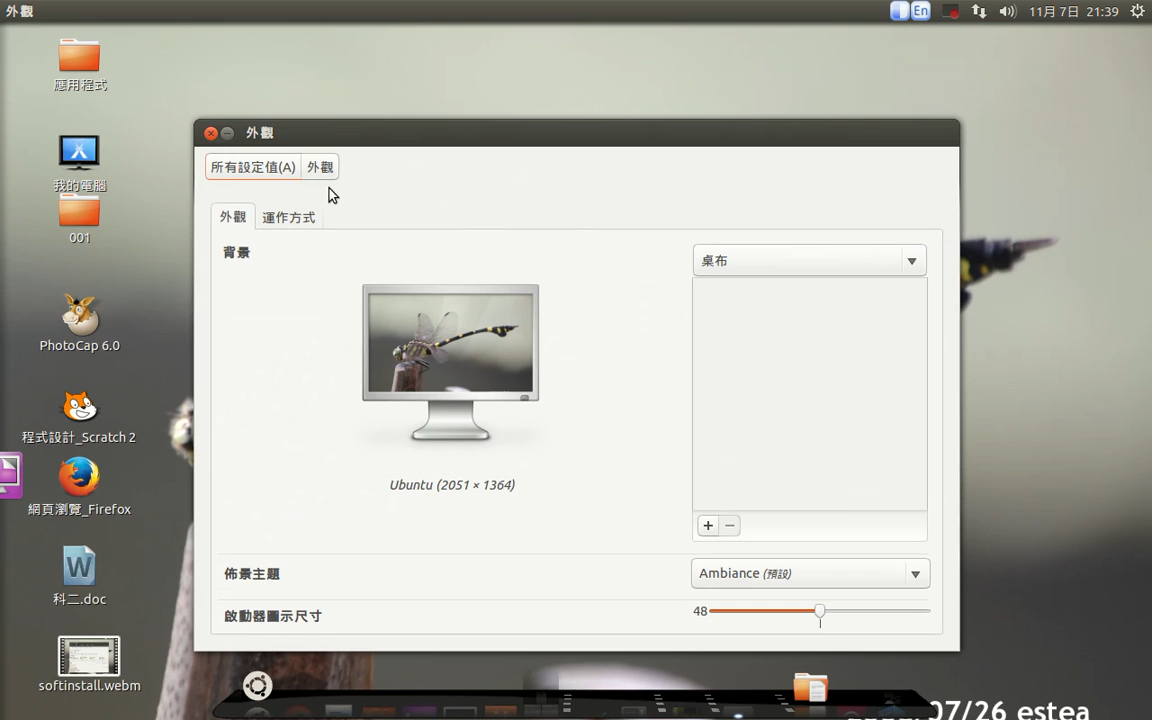 外觀
En
11月 7日 21:39
應用程式
我的電腦
001
PhotoCap 6.0
程式設計_Scratch 2
網頁瀏覽_Firefox
W
科二.doc
softinstall.webm
外觀
所有設定值(A)
外觀
外觀
運作方式
背景
桌布
Ubuntu (2051 × 1364)
+
−
佈景主題
Ambiance (預設)
啟動器圖示尺寸
48
07/26 estea